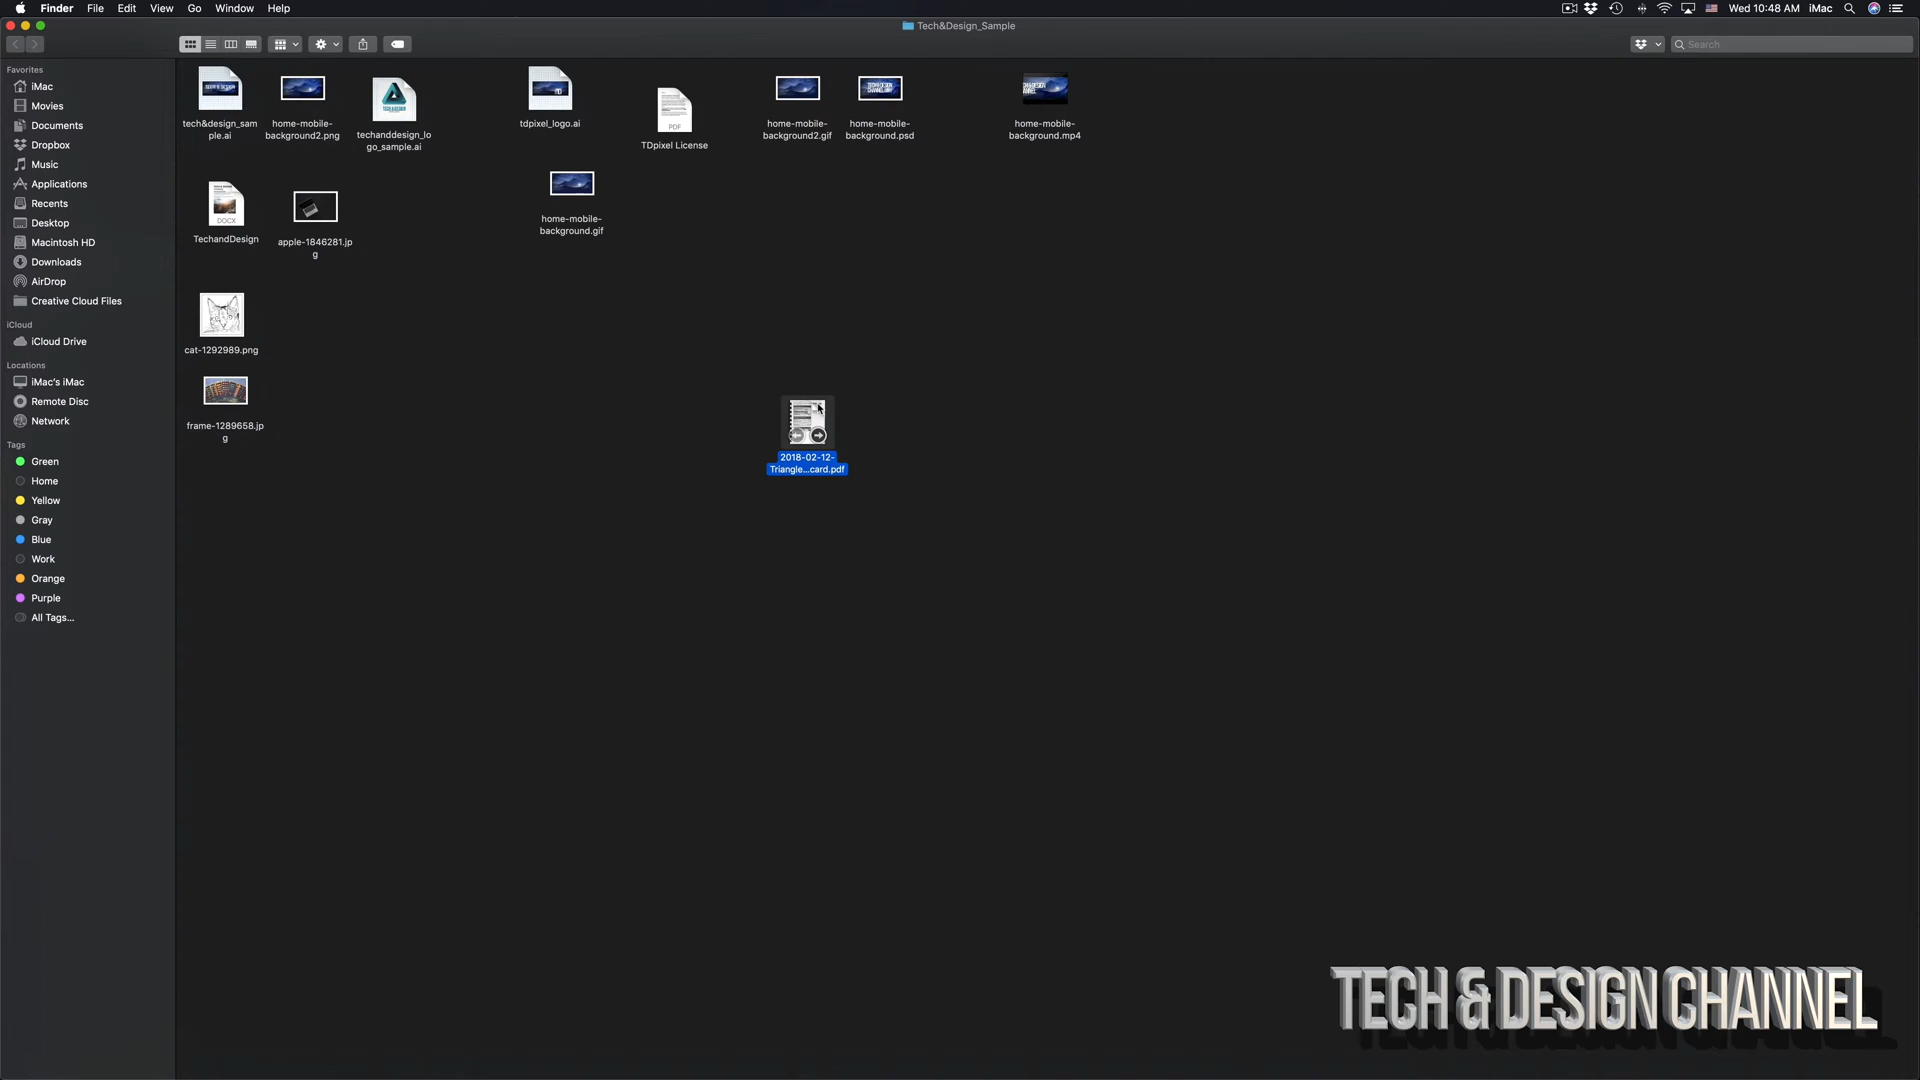 Finder File Edit View Go Window Help
Wed 10:48 AM iMac
Tech&Design_Sample
Search
Favorites
iMac
Movies
Documents
Dropbox
Music
Applications
Recents
Desktop
Macintosh HD
Downloads
AirDrop
Creative Cloud Files
iCloud
iCloud Drive
Locations
iMac's iMac
Remote Disc
Network
Tags
Green
Home
Yellow
Gray
Blue
Work
Orange
Purple
All Tags...
tech&design_sam
ple.ai
home-mobile-
background2.png
TECH & DESIGN
techanddesign_lo
go_sample.ai
tdpixel_logo.ai
PDF
TDpixel License
home-mobile-
background2.gif
home-mobile-
background.psd
home-mobile-
background.mp4
DOCX
TechandDesign
apple-1846281.jp
g
home-mobile-
background.gif
cat-1292989.png
frame-1289658.jp
g
2018-02-12-
Triangle...card.pdf
TECH & DESIGN CHANNEL